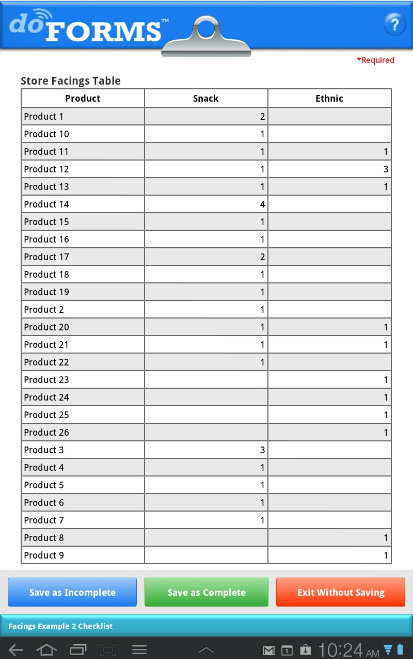 doFORMS™
?
*Required
Store Facings Table
Product Snack Ethnic
Product 1 2
Product 10 1
Product 11 1 1
Product 12 1 3
Product 13 1 1
Product 14 4
Product 15 1
Product 16 1
Product 17 2
Product 18 1
Product 19 1
Product 2 1
Product 20 1 1
Product 21 1 1
Product 22 1
Product 23 1
Product 24 1
Product 25 1
Product 26 1
Product 3 3
Product 4 1
Product 5 1
Product 6 1
Product 7 1
Product 8 1
Product 9 1
Save as Incomplete Save as Complete Exit Without Saving
Facings Example 2 Checklist
10:24 AM